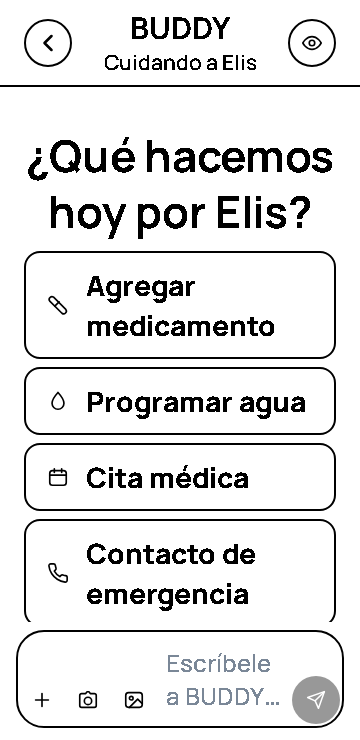 BUDDY
Cuidando a Elis
¿Qué hacemos
hoy por Elis?
Agregar
medicamento
Programar agua
Cita médica
Contacto de
emergencia
Escríbele
a BUDDY...